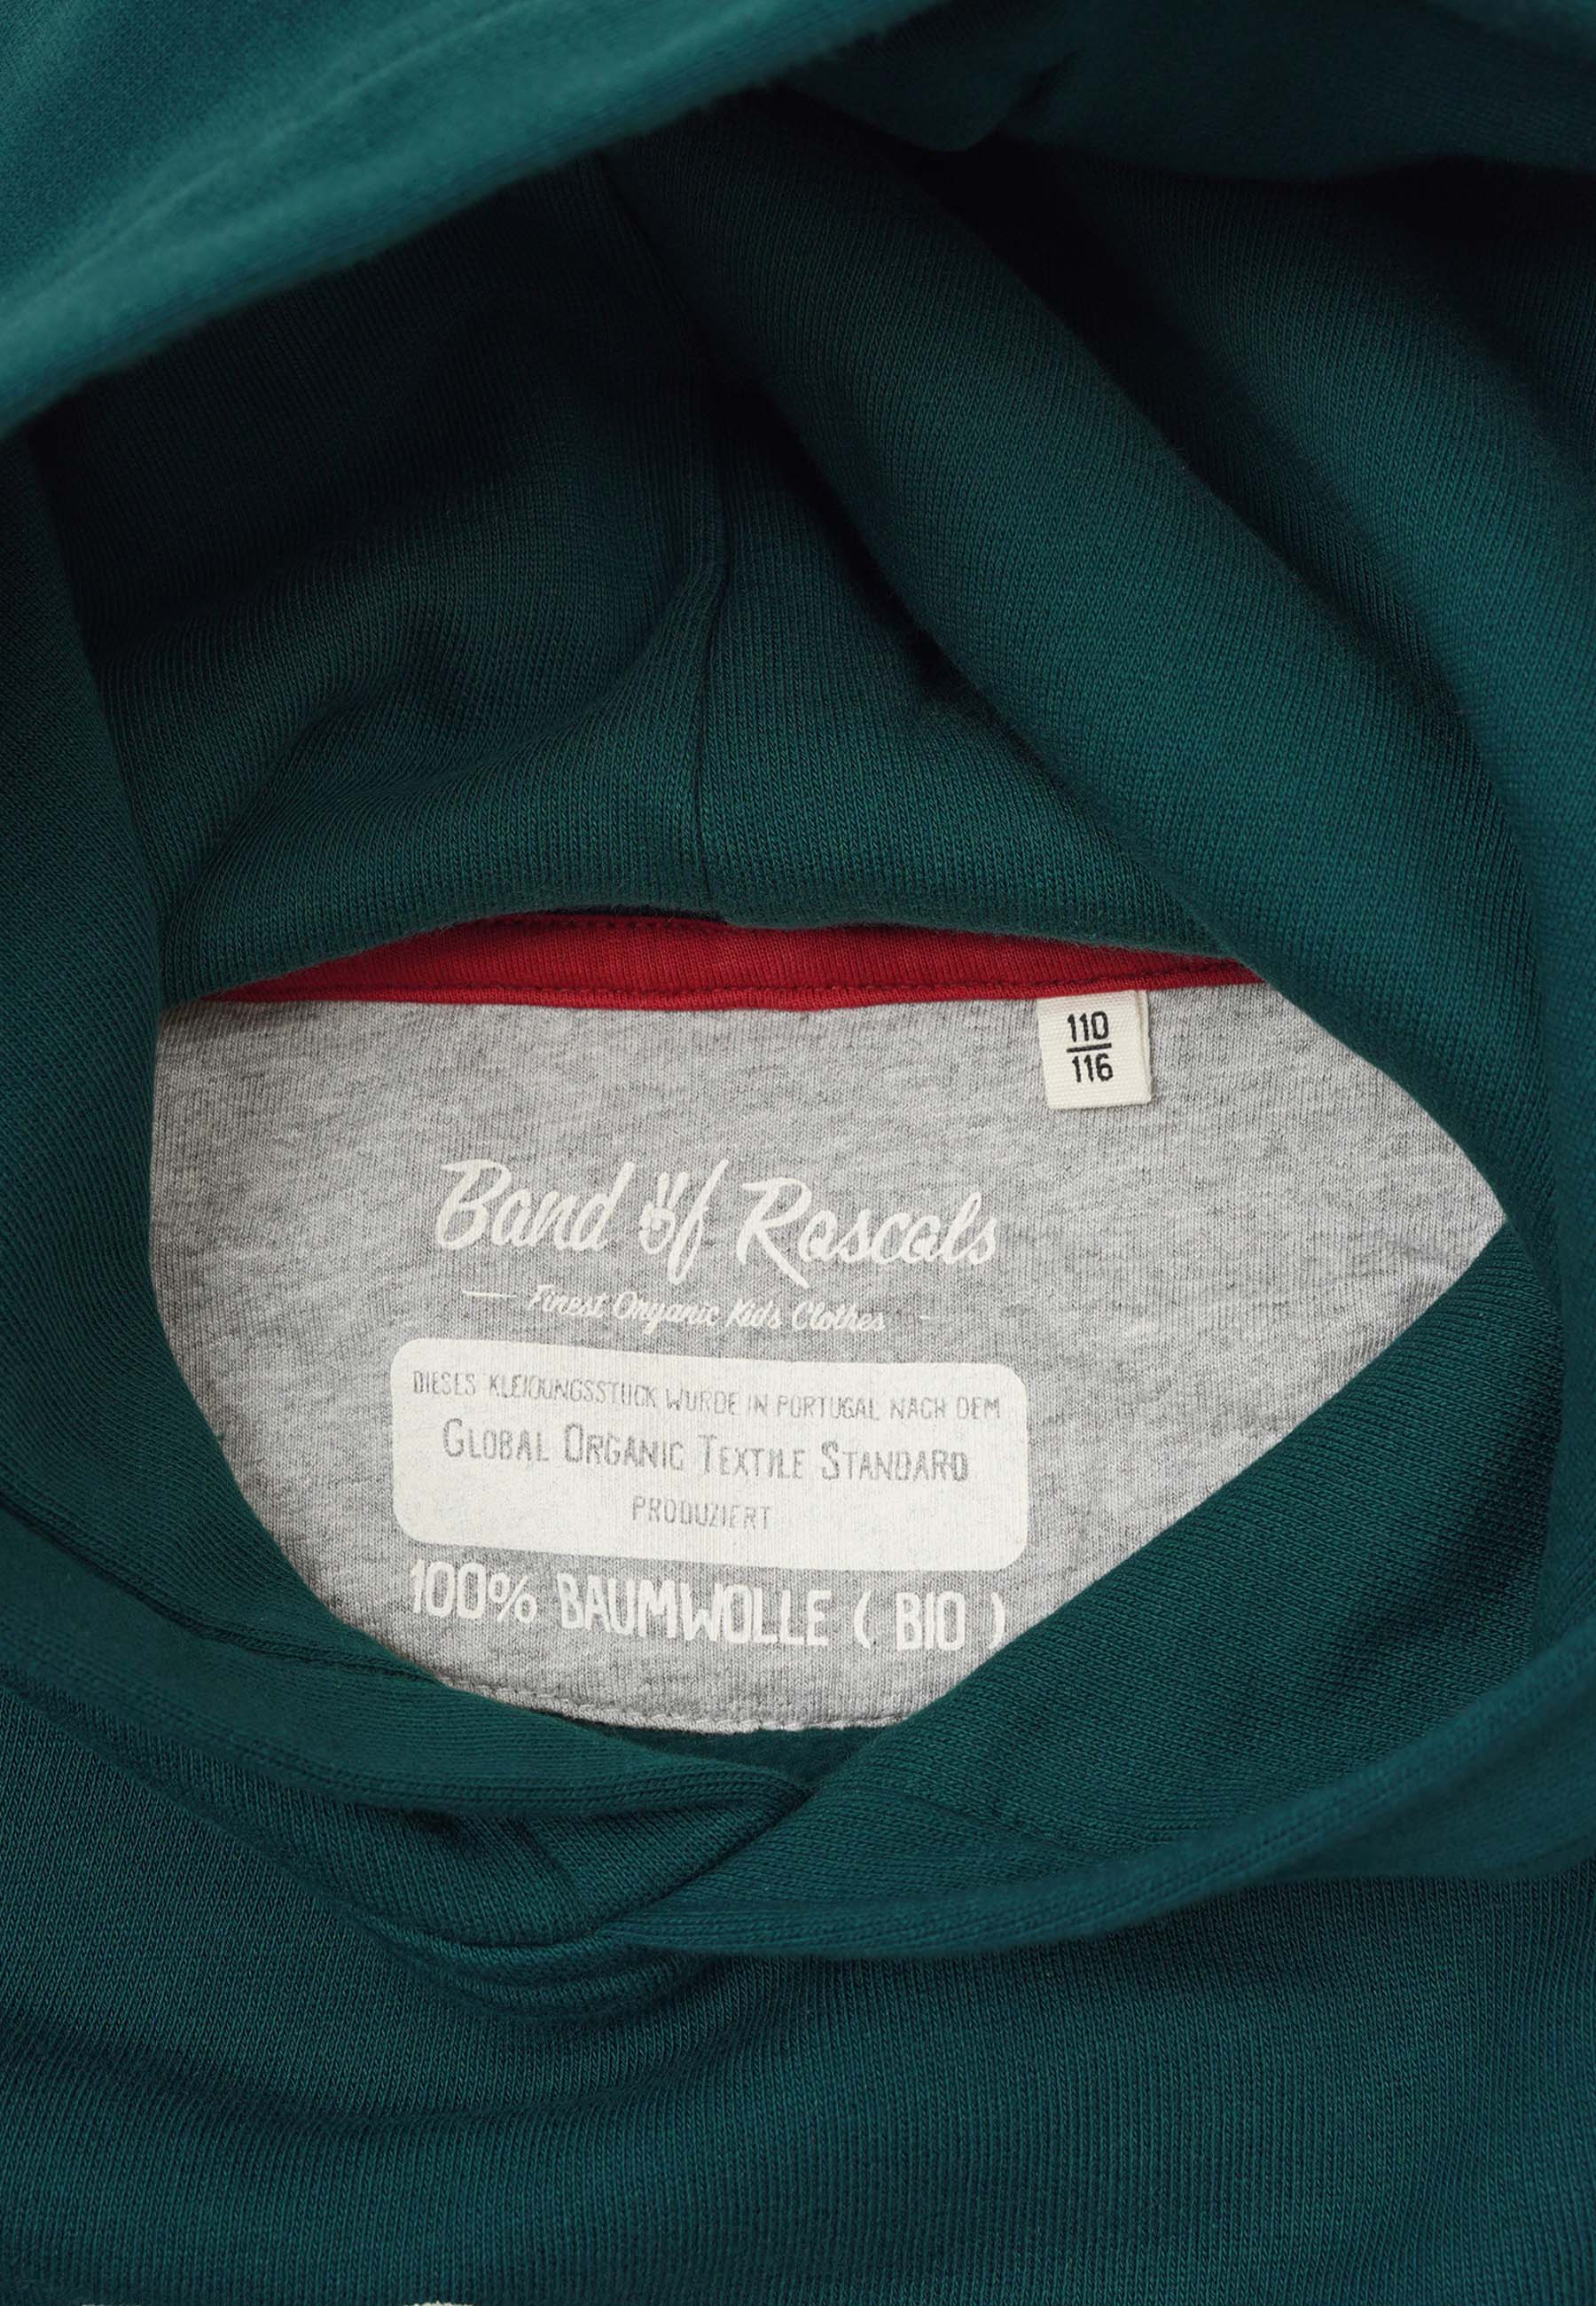 110
116
Band of Rascals
Finest Organic Kids Clothes
DIESES KLEIDUNGSSTÜCK WURDE IN PORTUGAL NACH DEM
GLOBAL ORGANIC TEXTILE STANDARD
PRODUZIERT
100% BAUMWOLLE ( BIO )